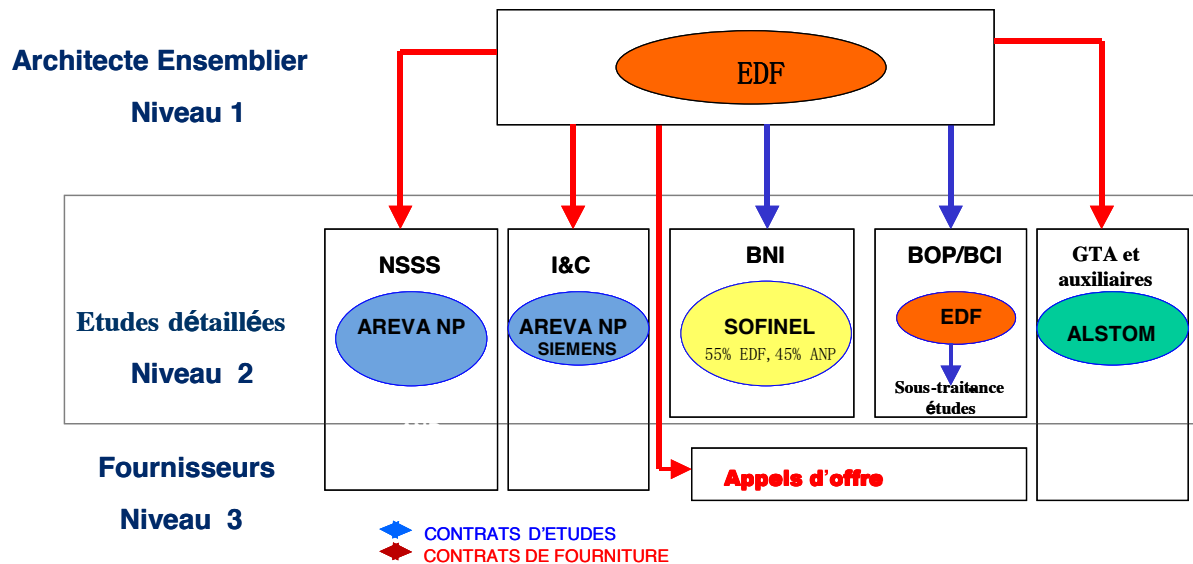 EDF
Architecte Ensemblier
Niveau 1
NSSS
AREVA NP
I&C
AREVA NP
SIEMENS
BNI
SOFINEL
55% EDF, 45% ANP
BOP/BCI
EDF
Sous-traitance
études
GTA et
auxiliaires
ALSTOM
Etudes détaillées
Niveau 2
Fournisseurs
Niveau 3
Appels d'offre
CONTRATS D'ETUDES
CONTRATS DE FOURNITURE